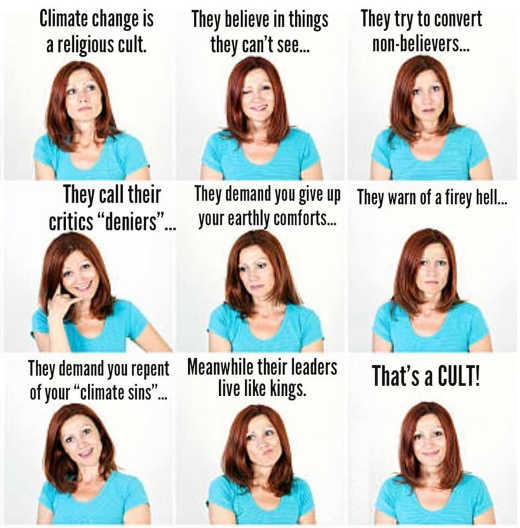 Climate change is
a religious cult.
They believe in things
they can't see...
They try to convert
non-believers...
They call their
critics “deniers”...
They demand you give up
your earthly comforts...
They warn of a firey hell...
They demand you repent
of your “climate sins”...
Meanwhile their leaders
live like kings.
That's a CULT!